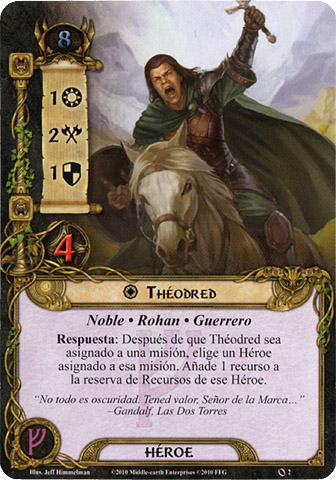 8
1
2
1
4
Théodred
Noble • Rohan • Guerrero
Respuesta: Después de que Théodred sea
asignado a una misión, elige un Héroe
asignado a esa misión. Añade 1 recurso a
la reserva de Recursos de ese Héroe.
“No todo es oscuridad. Tened valor, Señor de la Marca…”
–Gandalf, Las Dos Torres
HÉROE
Illus. Jeff Himmelman
©2010 Middle-earth Enterprises ©2010 FFG
2